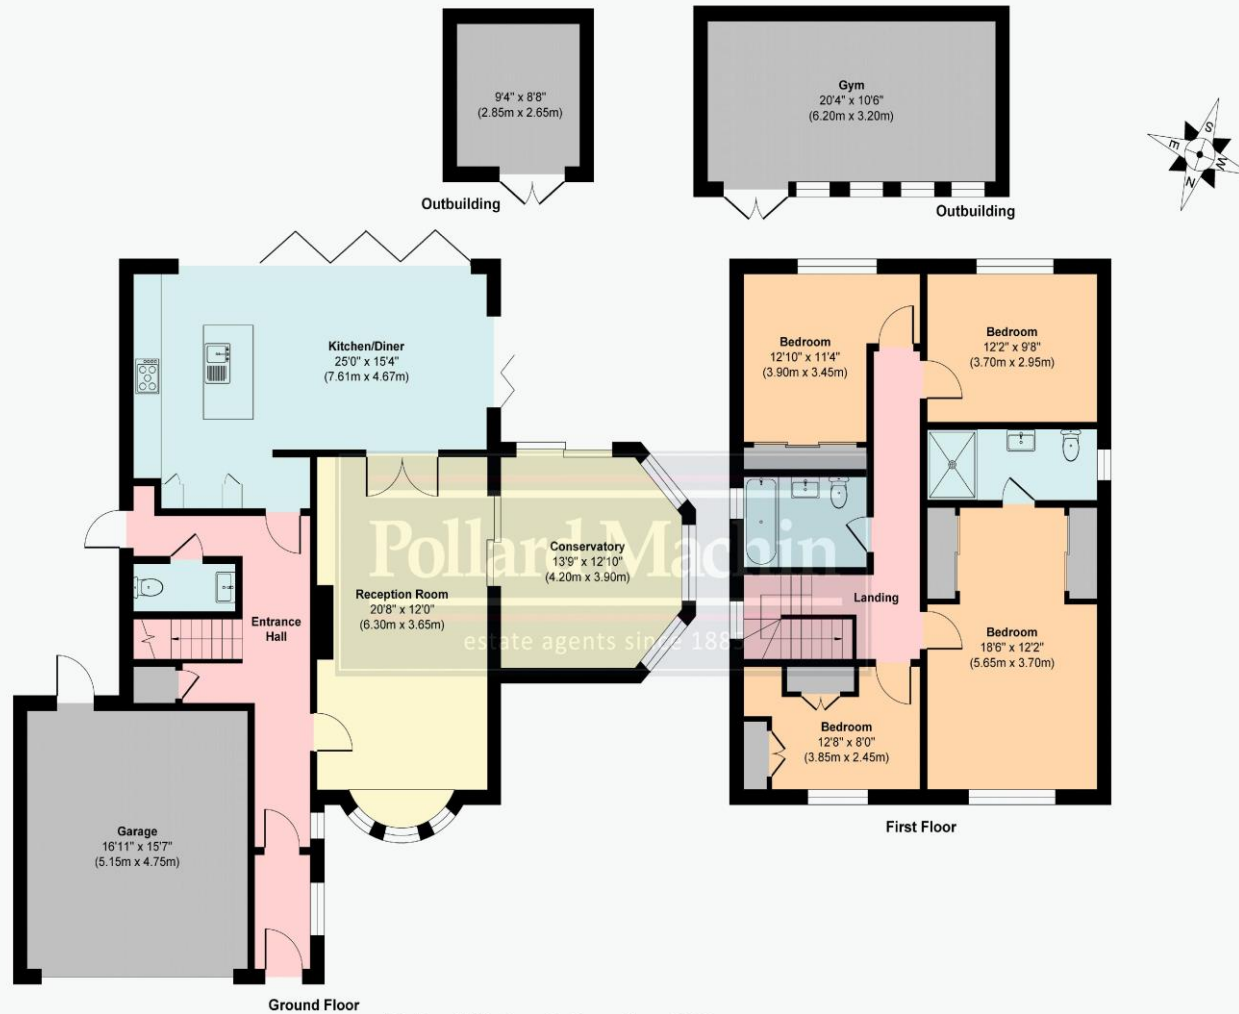 9'4" x 8'8"
(2.85m x 2.65m)
Outbuilding
Gym
20'4" x 10'6"
(6.20m x 3.20m)
Outbuilding
S
E
W
N
Kitchen/Diner
25'0" x 15'4"
(7.61m x 4.67m)
Conservatory
13'9" x 12'10"
(4.20m x 3.90m)
Reception Room
20'8" x 12'0"
(6.30m x 3.65m)
Entrance
Hall
Garage
16'11" x 15'7"
(5.15m x 4.75m)
Ground Floor
Bedroom
12'10" x 11'4"
(3.90m x 3.45m)
Bedroom
12'2" x 9'8"
(3.70m x 2.95m)
Landing
Bedroom
18'6" x 12'2"
(5.65m x 3.70m)
Bedroom
12'8" x 8'0"
(3.85m x 2.45m)
First Floor
Pollard Machin
estate agents since 188